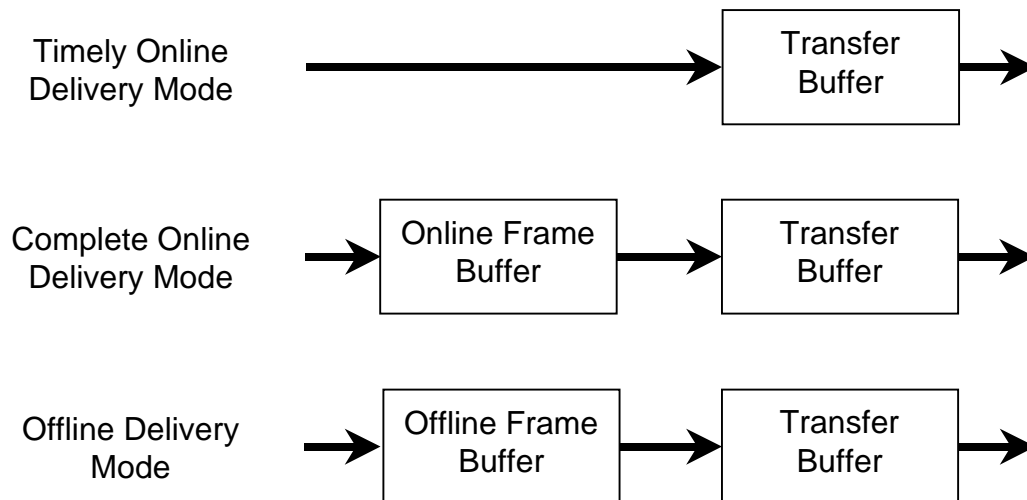 Timely Online
Delivery Mode
Transfer
Buffer
Complete Online
Delivery Mode
Online Frame
Buffer
Transfer
Buffer
Offline Delivery
Mode
Offline Frame
Buffer
Transfer
Buffer